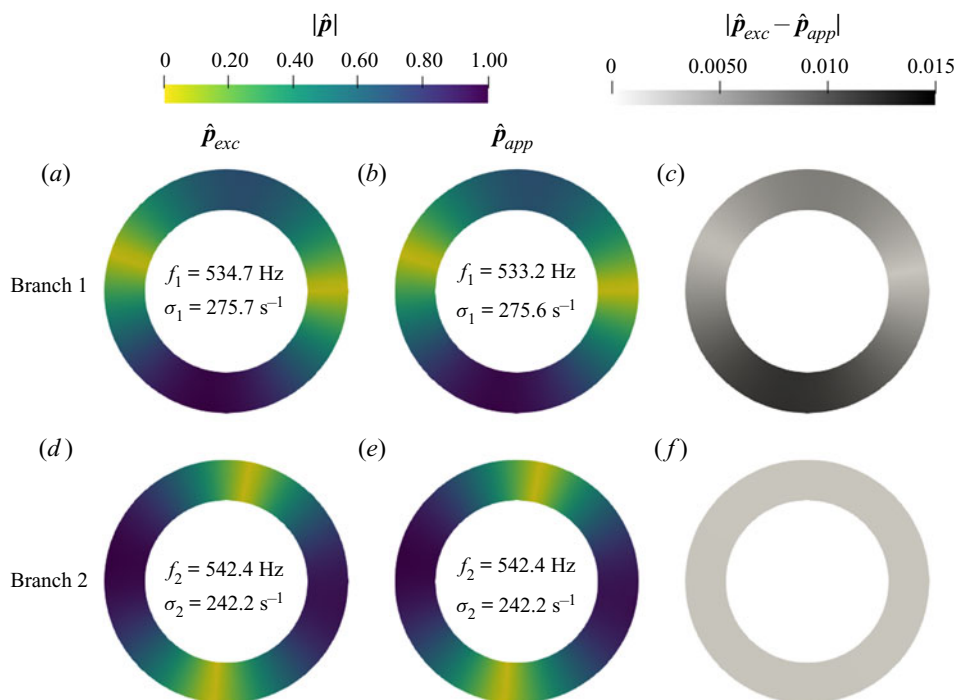 |p̂| |p̂exc − p̂app|
0 0.20 0.40 0.60 0.80 1.00 0 0.0050 0.010 0.015
p̂exc p̂app
(a) (b) (c)
Branch 1
f1 = 534.7 Hz
σ1 = 275.7 s–1
f1 = 533.2 Hz
σ1 = 275.6 s–1
(d) (e) (f)
Branch 2
f2 = 542.4 Hz
σ2 = 242.2 s–1
f2 = 542.4 Hz
σ2 = 242.2 s–1